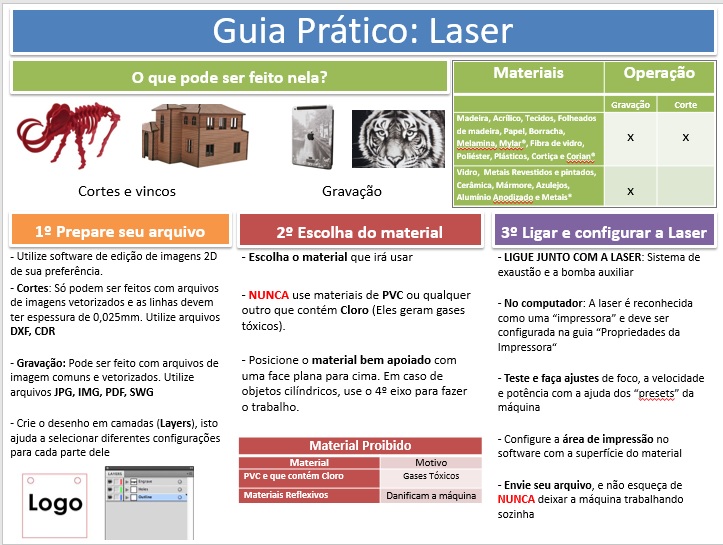 Guia Prático: Laser
O que pode ser feito nela?
Cortes e vincos
Gravação
Materiais Operação
Gravação Corte
Madeira, Acrílico, Tecidos, Folheados
de madeira, Papel, Borracha,
Melamina, Mylar®, Fibra de vidro,
Poliéster, Plásticos, Cortiça e Corian®
x x
Vidro, Metais Revestidos e pintados,
Cerâmica, Mármore, Azulejos,
Alumínio Anodizado e Metais®
x
1º Prepare seu arquivo
- Utilize software de edição de imagens 2D
de sua preferência.
- Cortes: Só podem ser feitos com arquivos
de imagens vetorizados e as linhas devem
ter espessura de 0,025mm. Utilize arquivos
DXF, CDR
- Gravação: Pode ser feito com arquivos de
imagem comuns e vetorizados. Utilize
arquivos JPG, IMG, PDF, SWG
- Crie o desenho em camadas (Layers), isto
ajuda a selecionar diferentes configurações
para cada parte dele
Logo
LAYERS
Engrave
Holes
Outline
2º Escolha do material
- Escolha o material que irá usar
- NUNCA use materiais de PVC ou qualquer
outro que contém Cloro (Eles geram gases
tóxicos).
- Posicione o material bem apoiado com
uma face plana para cima. Em caso de
objetos cilíndricos, use o 4º eixo para fazer
o trabalho.
Material Proibido
Material Motivo
PVC e que contém Cloro Gases Tóxicos
Materiais Reflexivos Danificam a máquina
3º Ligar e configurar a Laser
- LIGUE JUNTO COM A LASER: Sistema de
exaustão e a bomba auxiliar
- No computador: A laser é reconhecida
como uma “impressora” e deve ser
configurada na guia “Propriedades da
Impressora“
- Teste e faça ajustes de foco, a velocidade
e potência com a ajuda dos “presets” da
máquina
- Configure a área de impressão no
software com a superfície do material
- Envie seu arquivo, e não esqueça de
NUNCA deixar a máquina trabalhando
sozinha